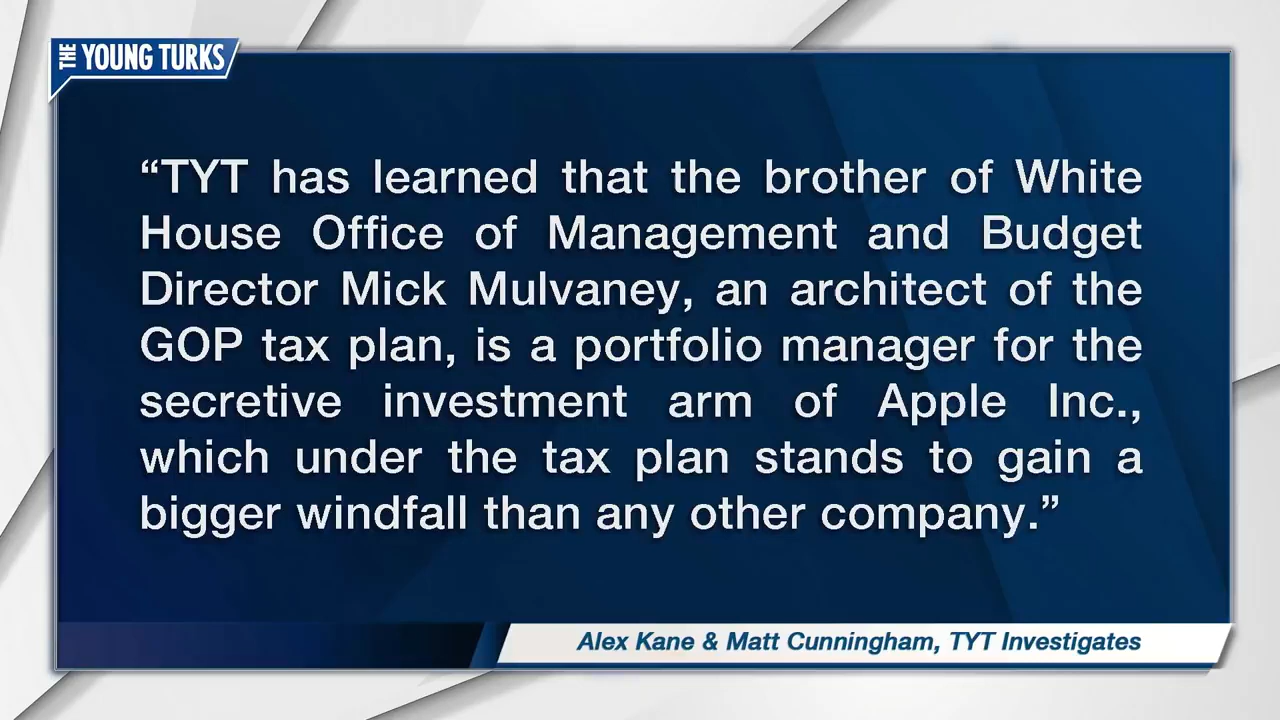 THE YOUNG TURKS
“TYT has learned that the brother of White
House Office of Management and Budget
Director Mick Mulvaney, an architect of the
GOP tax plan, is a portfolio manager for the
secretive investment arm of Apple Inc.,
which under the tax plan stands to gain a
bigger windfall than any other company.”
Alex Kane & Matt Cunningham, TYT Investigates